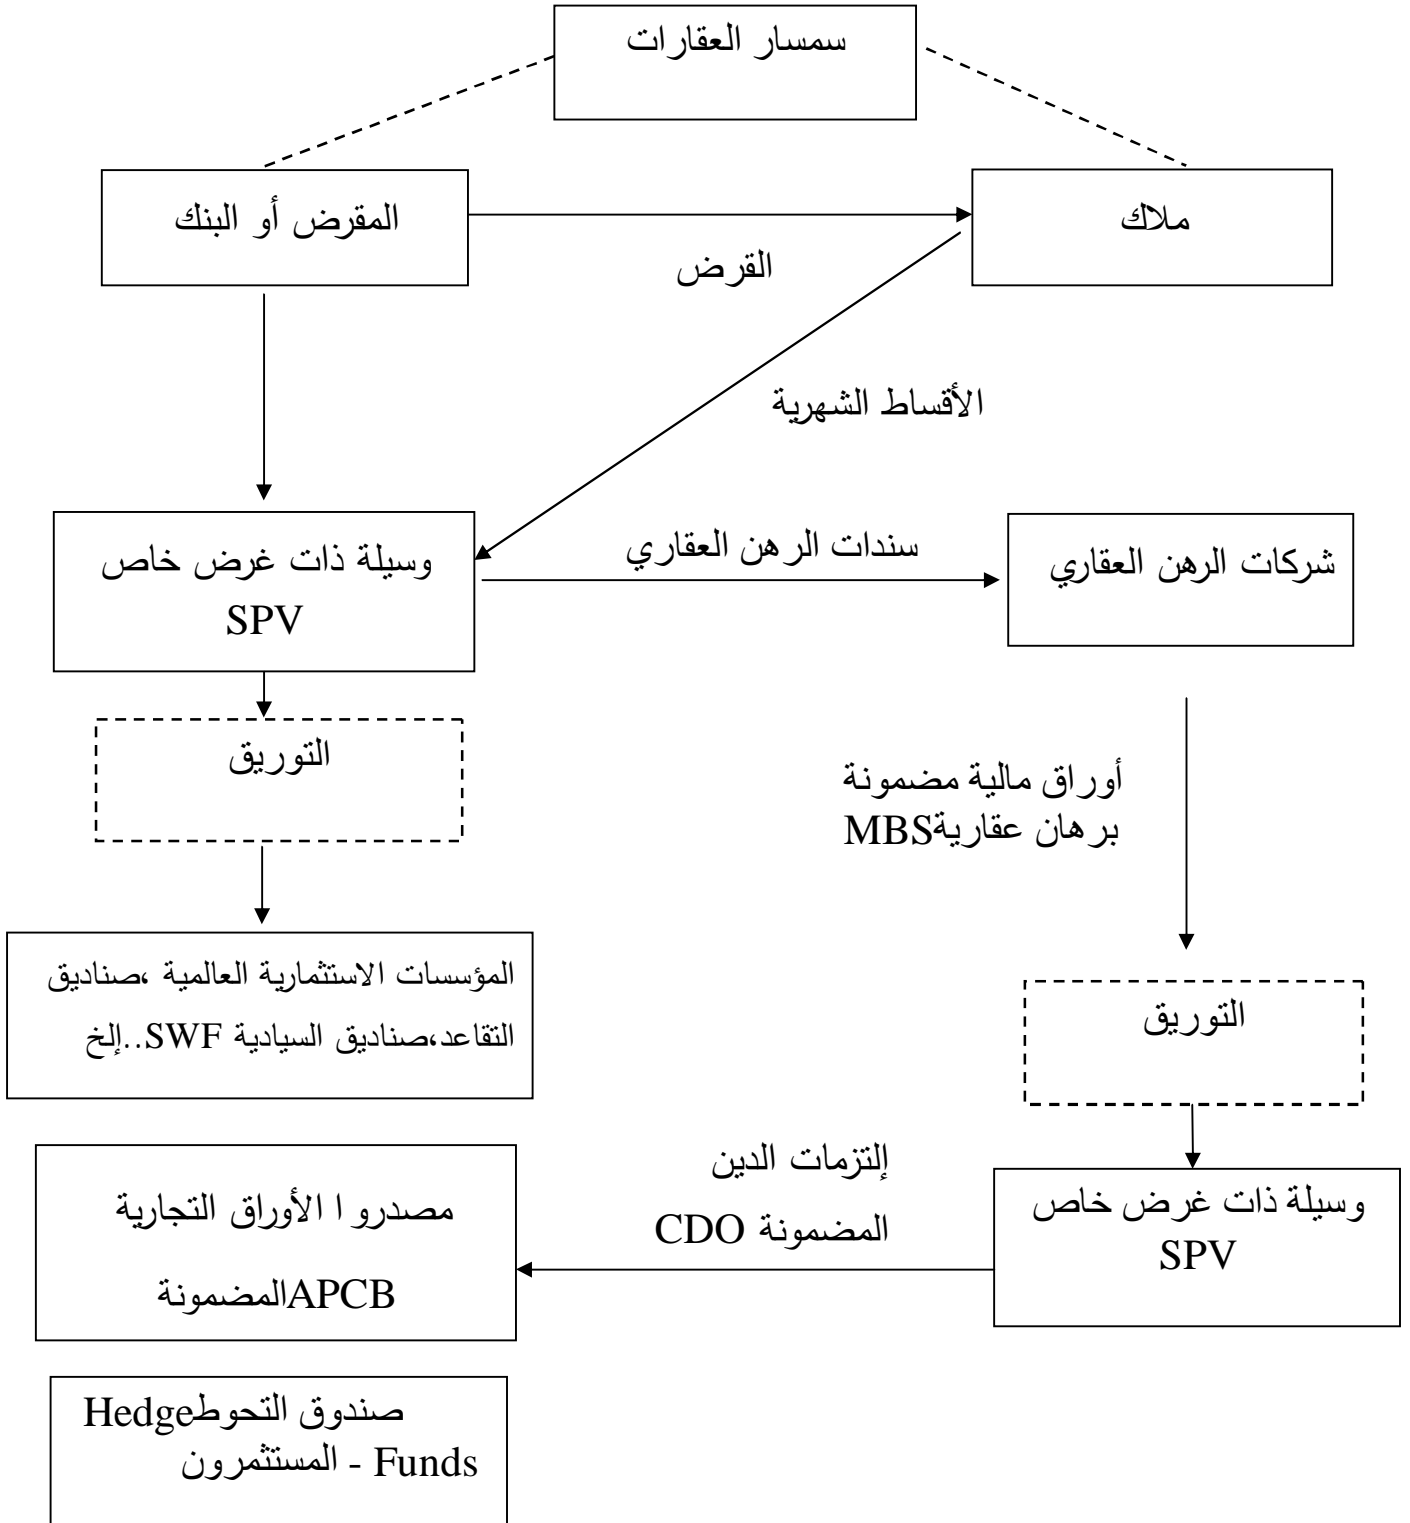 سمسار العقارات
المقرض أو البنك
ملاك
القرض
الأقساط الشهرية
وسيلة ذات غرض خاص
SPV
سندات الرهن العقاري
شركات الرهن العقاري
التوريق
أوراق مالية مضمونة
برهان عقاريةMBS
المؤسسات الاستثمارية العالمية ،صناديق
التقاعد،صناديق السيادية SWF..إلخ
التوريق
إلتزمات الدين
المضمونة CDO
مصدروا الأوراق التجارية
المضمونةAPCB
وسيلة ذات غرض خاص
SPV
صندوق التحوطHedge
Funds - المستثمرون